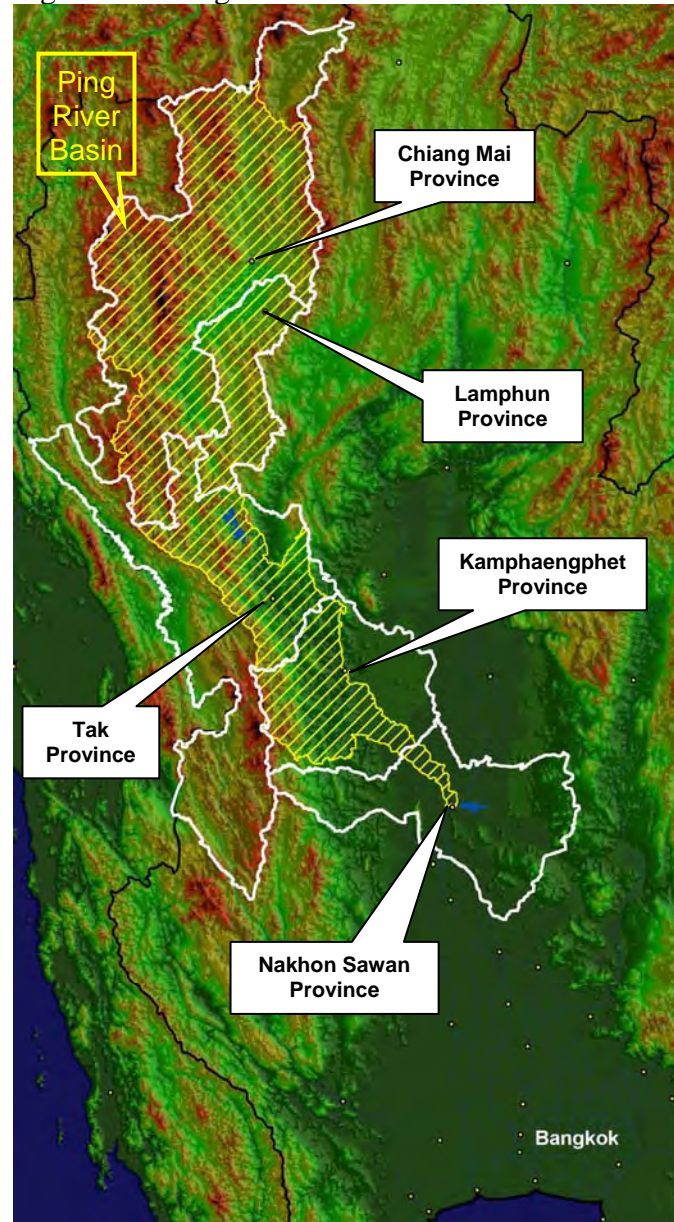 Ping
River
Basin
Chiang Mai
Province
Lamphun
Province
Kamphaengphet
Province
Tak
Province
Nakhon Sawan
Province
Bangkok